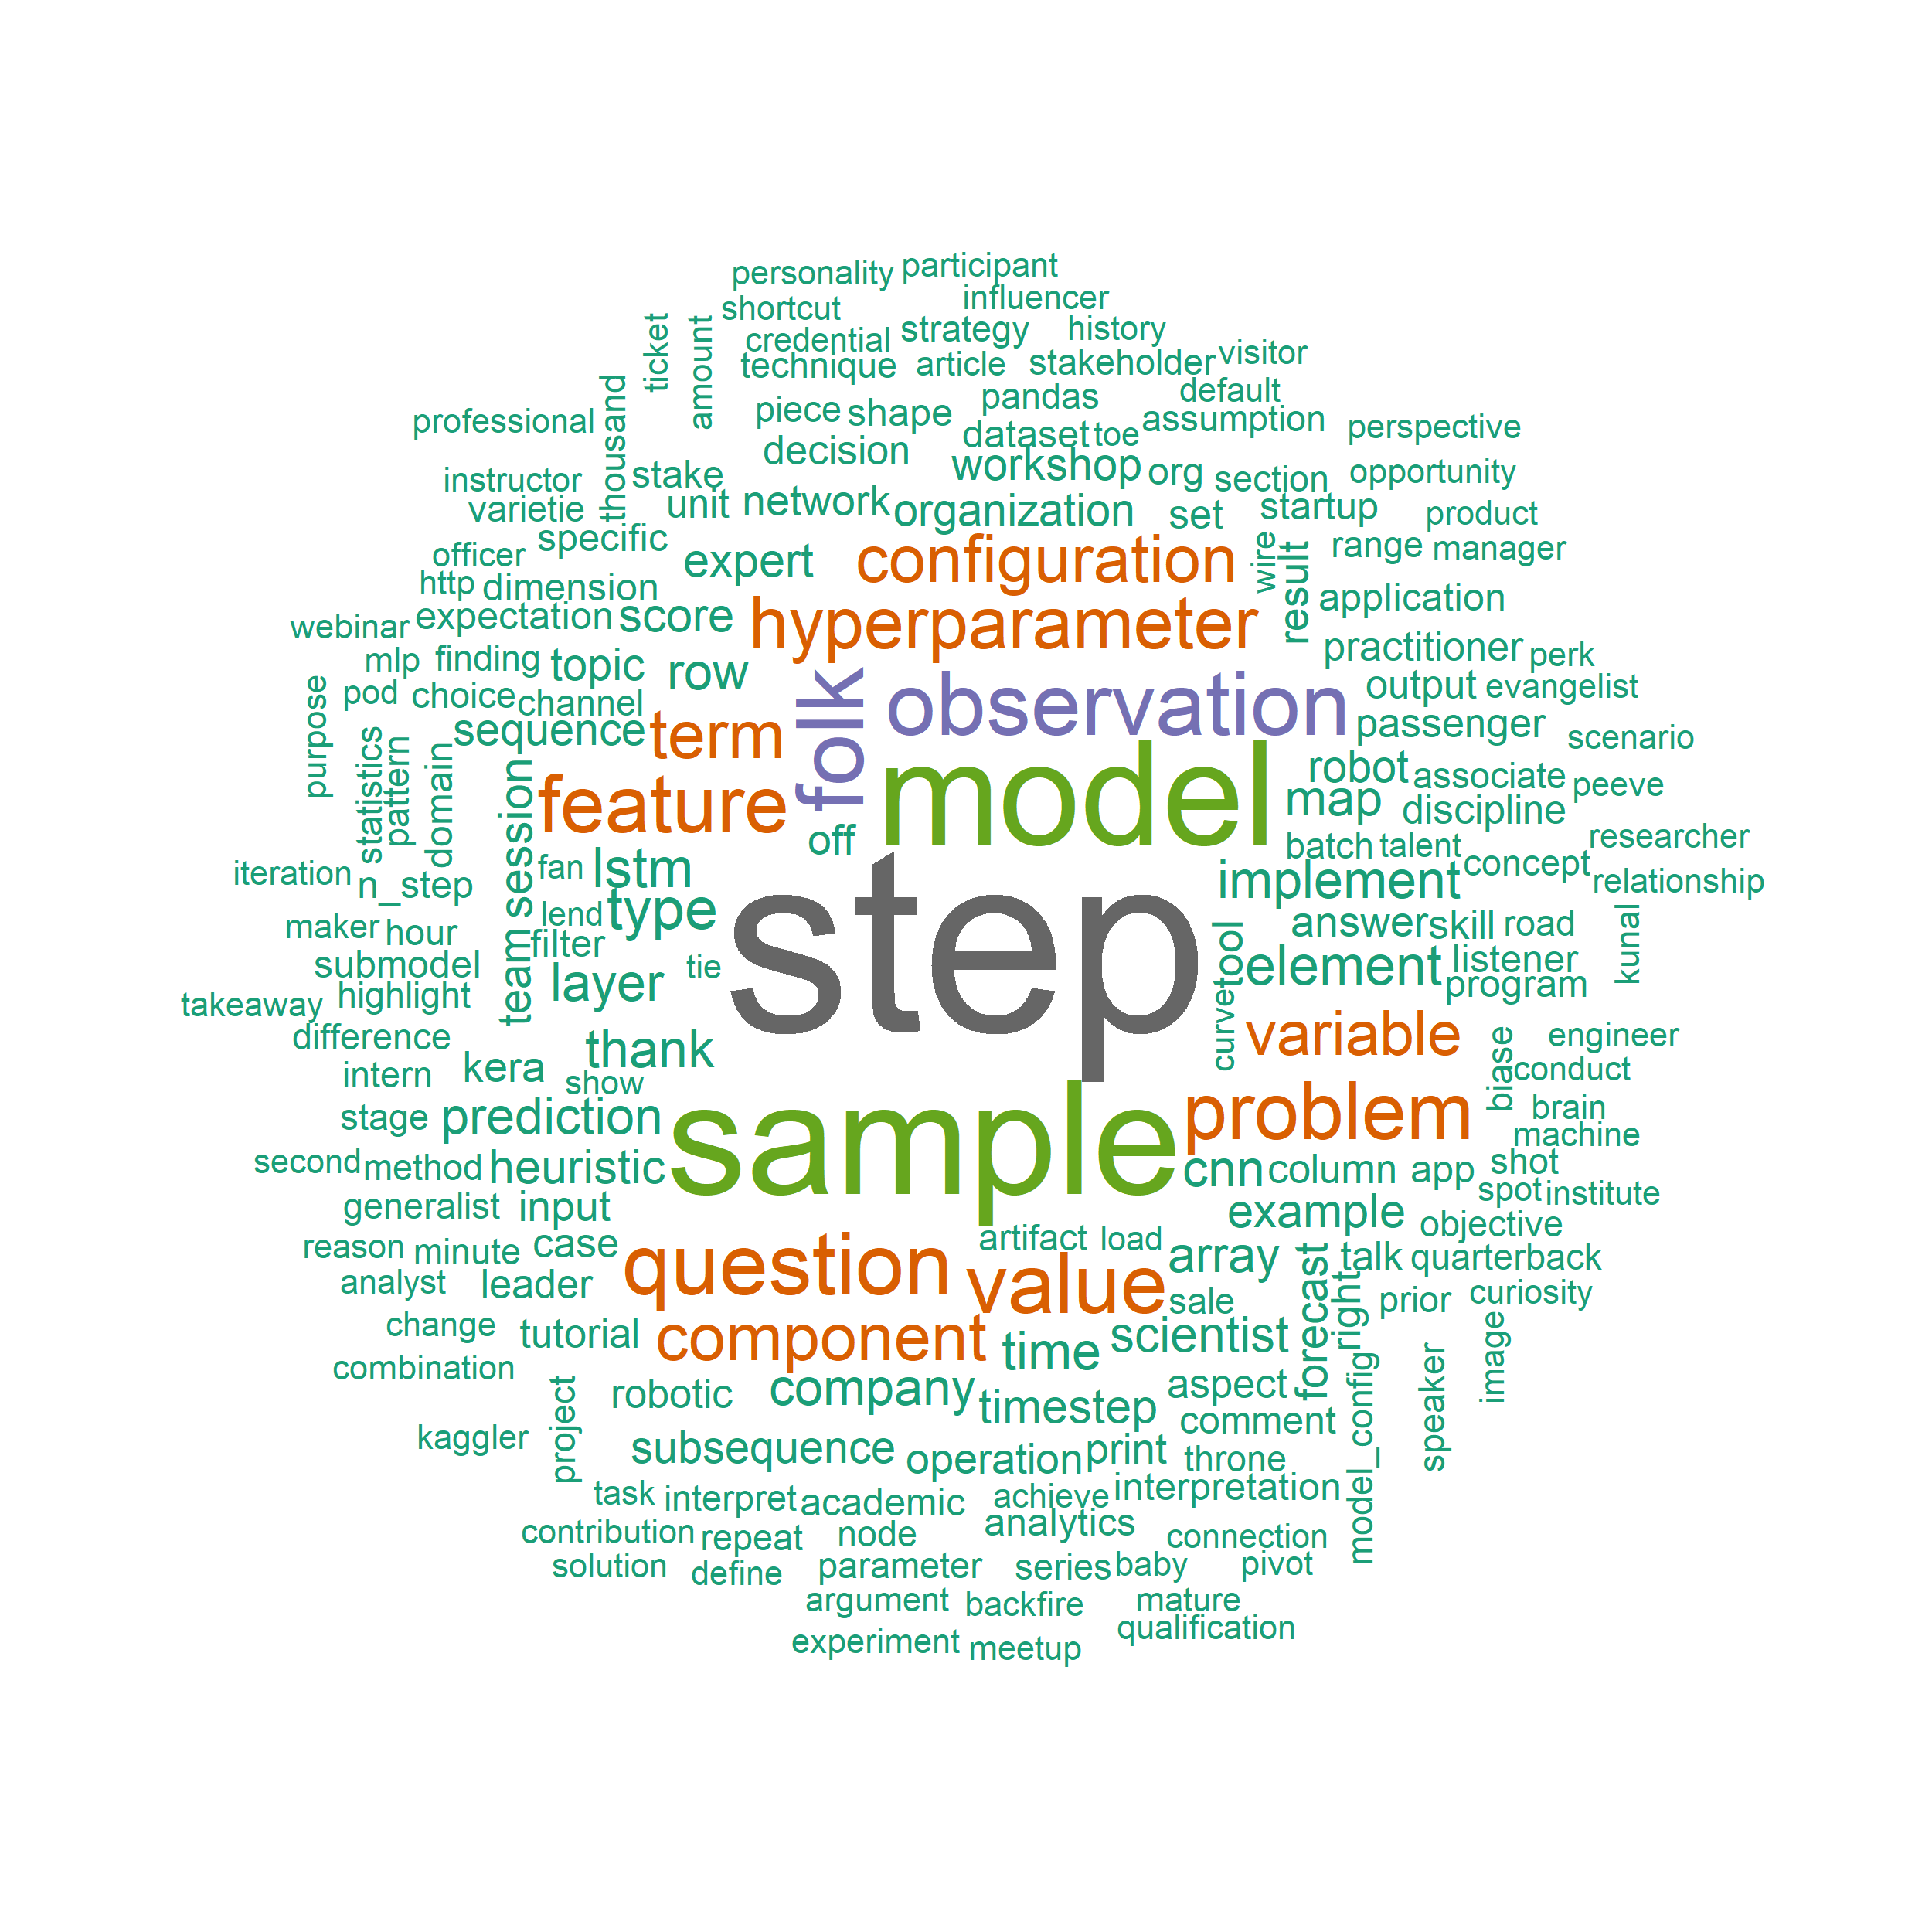 personality participant
shortcut influencer
ticket amount credential strategy history
technique article stakeholder visitor
thousand piece shape pandas default
professional decision dataset toe assumption perspective
instructor stake workshop org section opportunity
varietie unit network organization set startup product
officer specific expert configuration wire result range manager
http dimension application
webinar expectation score hyperparameter practitioner perk
mlp finding topic row folk observation output evangelist
purpose pod choice channel passenger
statistics pattern domain sequence term scenario
session feature model robot associate peeve
off map discipline
batch talent researcher
iteration n_step fan lstm implement concept relationship
maker hour lend type step answer skill road kunal
submodel team filter tie tool element listener
takeaway highlight layer curve program
difference thank variable biase engineer
intern kera show conduct
stage prediction sample problem brain
machine
second method heuristic cnn column app shot
generalist input example spot institute
reason minute case question artifact load array forecast talk objective
analyst leader value right quarterback
change tutorial component time sale scientist prior curiosity
combination robotic company timestep aspect model_config speaker image
kaggler project subsequence operation print comment
throne
task interpret academic achieve interpretation
contribution repeat node analytics connection
solution define parameter series baby pivot
argument backfire mature
experiment meetup qualification